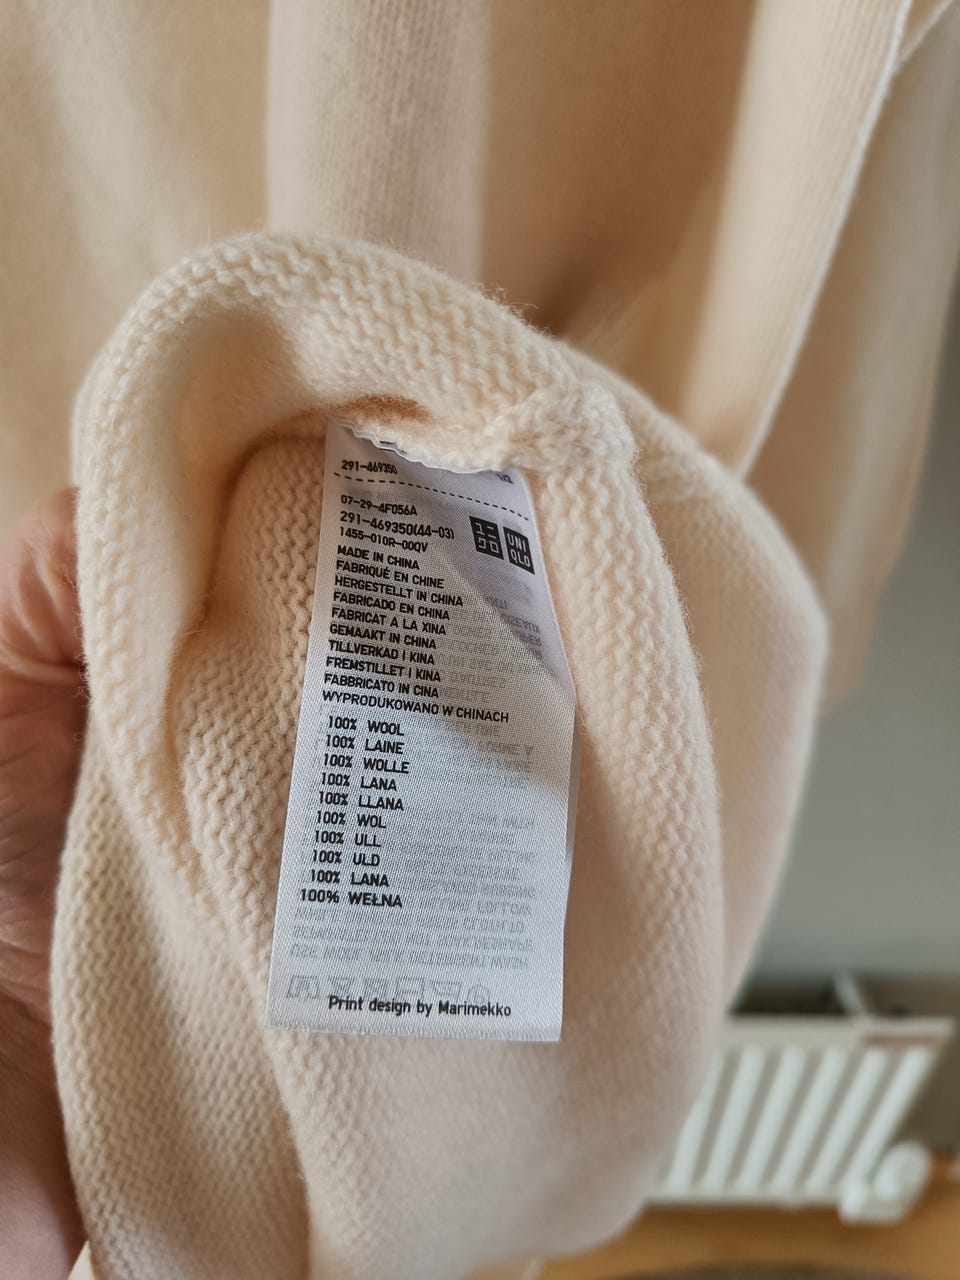 291-469350
1/2
07-29-4F056A
291-469350(44-03)
1455-010R-00QV
UNI
QLO
MADE IN CHINA
FABRIQUÉ EN CHINE
HERGESTELLT IN CHINA
FABRICADO EN CHINA
FABRICAT A LA XINA
GEMAAKT IN CHINA
TILLVERKAD I KINA
FREMSTILLET I KINA
FABBRICATO IN CINA
WYPRODUKOWANO W CHINACH
100% WOOL
100% LAINE
100% WOLLE
100% LANA
100% LLANA
100% WOL
100% ULL
100% ULD
100% LANA
100% WEŁNA
Print design by Marimekko